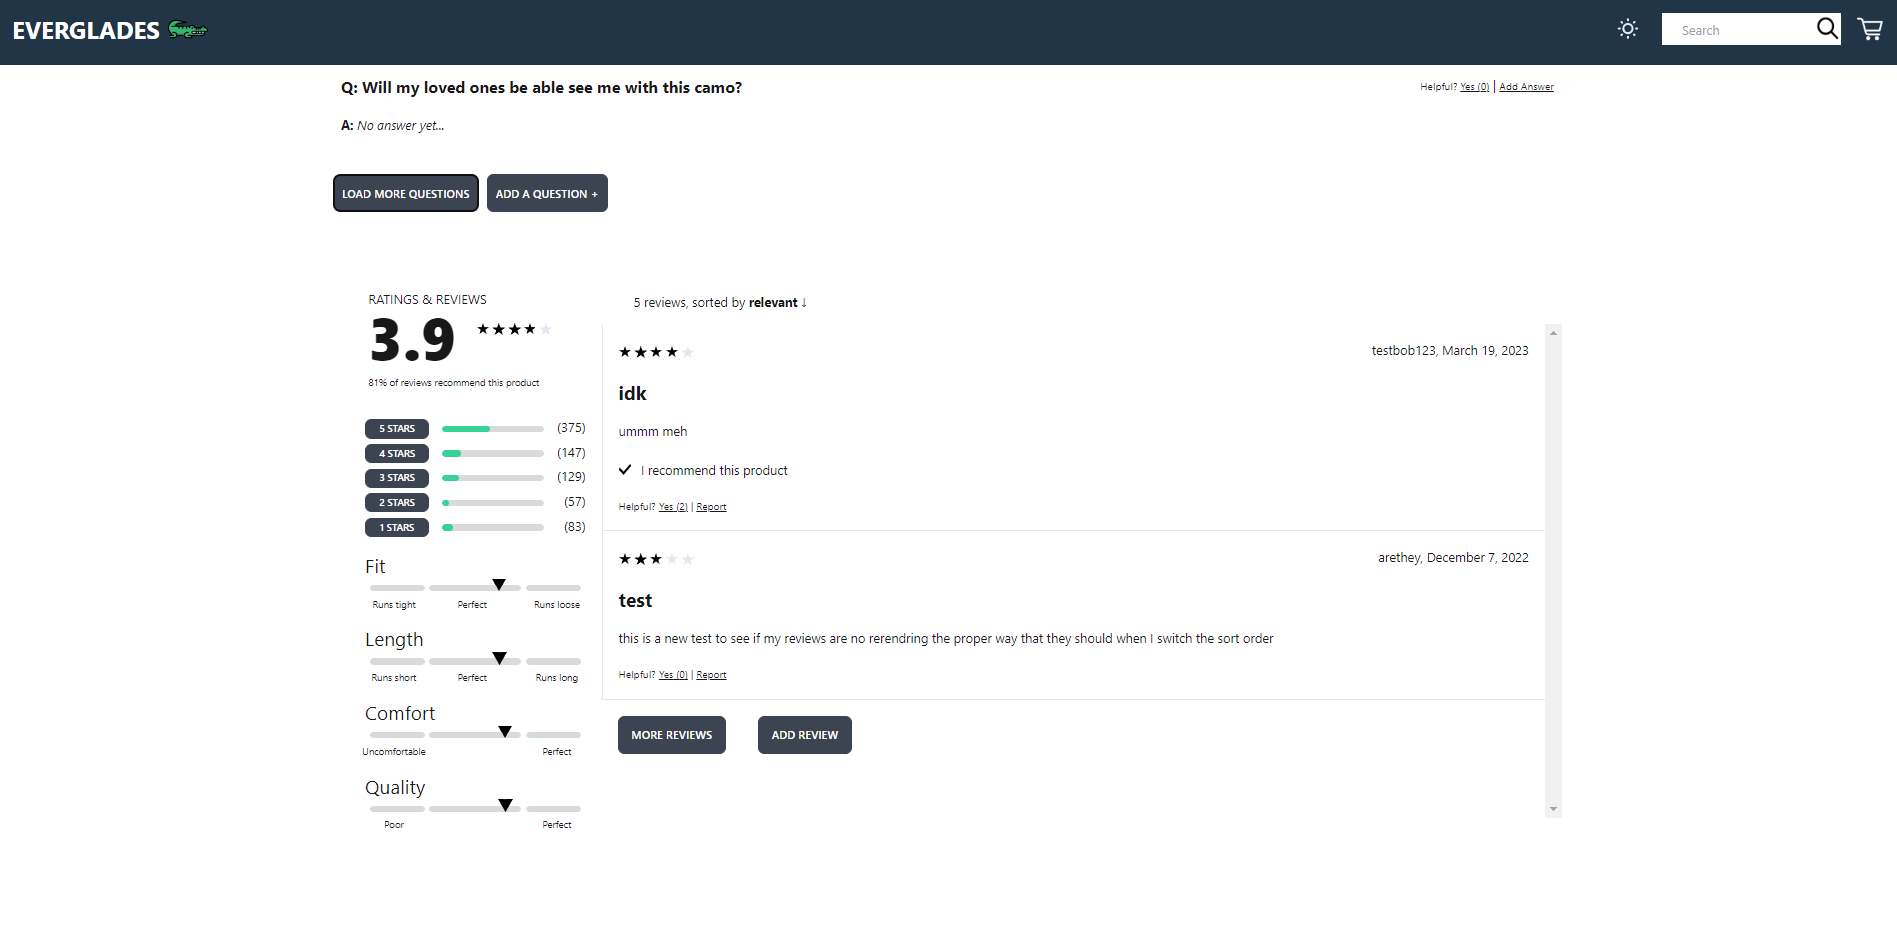 EVERGLADES
Search
Q: Will my loved ones be able see me with this camo?
Helpful? Yes (0) | Add Answer
A: No answer yet...
LOAD MORE QUESTIONS
ADD A QUESTION +
RATINGS & REVIEWS
3.9
81% of reviews recommend this product
5 STARS (375)
4 STARS (147)
3 STARS (129)
2 STARS (57)
1 STARS (83)
Fit
Runs tight Perfect Runs loose
Length
Runs short Perfect Runs long
Comfort
Uncomfortable Perfect
Quality
Poor Perfect
5 reviews, sorted by relevant ↓
testbob123, March 19, 2023
idk
ummm meh
I recommend this product
Helpful? Yes (2) | Report
arethey, December 7, 2022
test
this is a new test to see if my reviews are no rerendring the proper way that they should when I switch the sort order
Helpful? Yes (0) | Report
MORE REVIEWS
ADD REVIEW